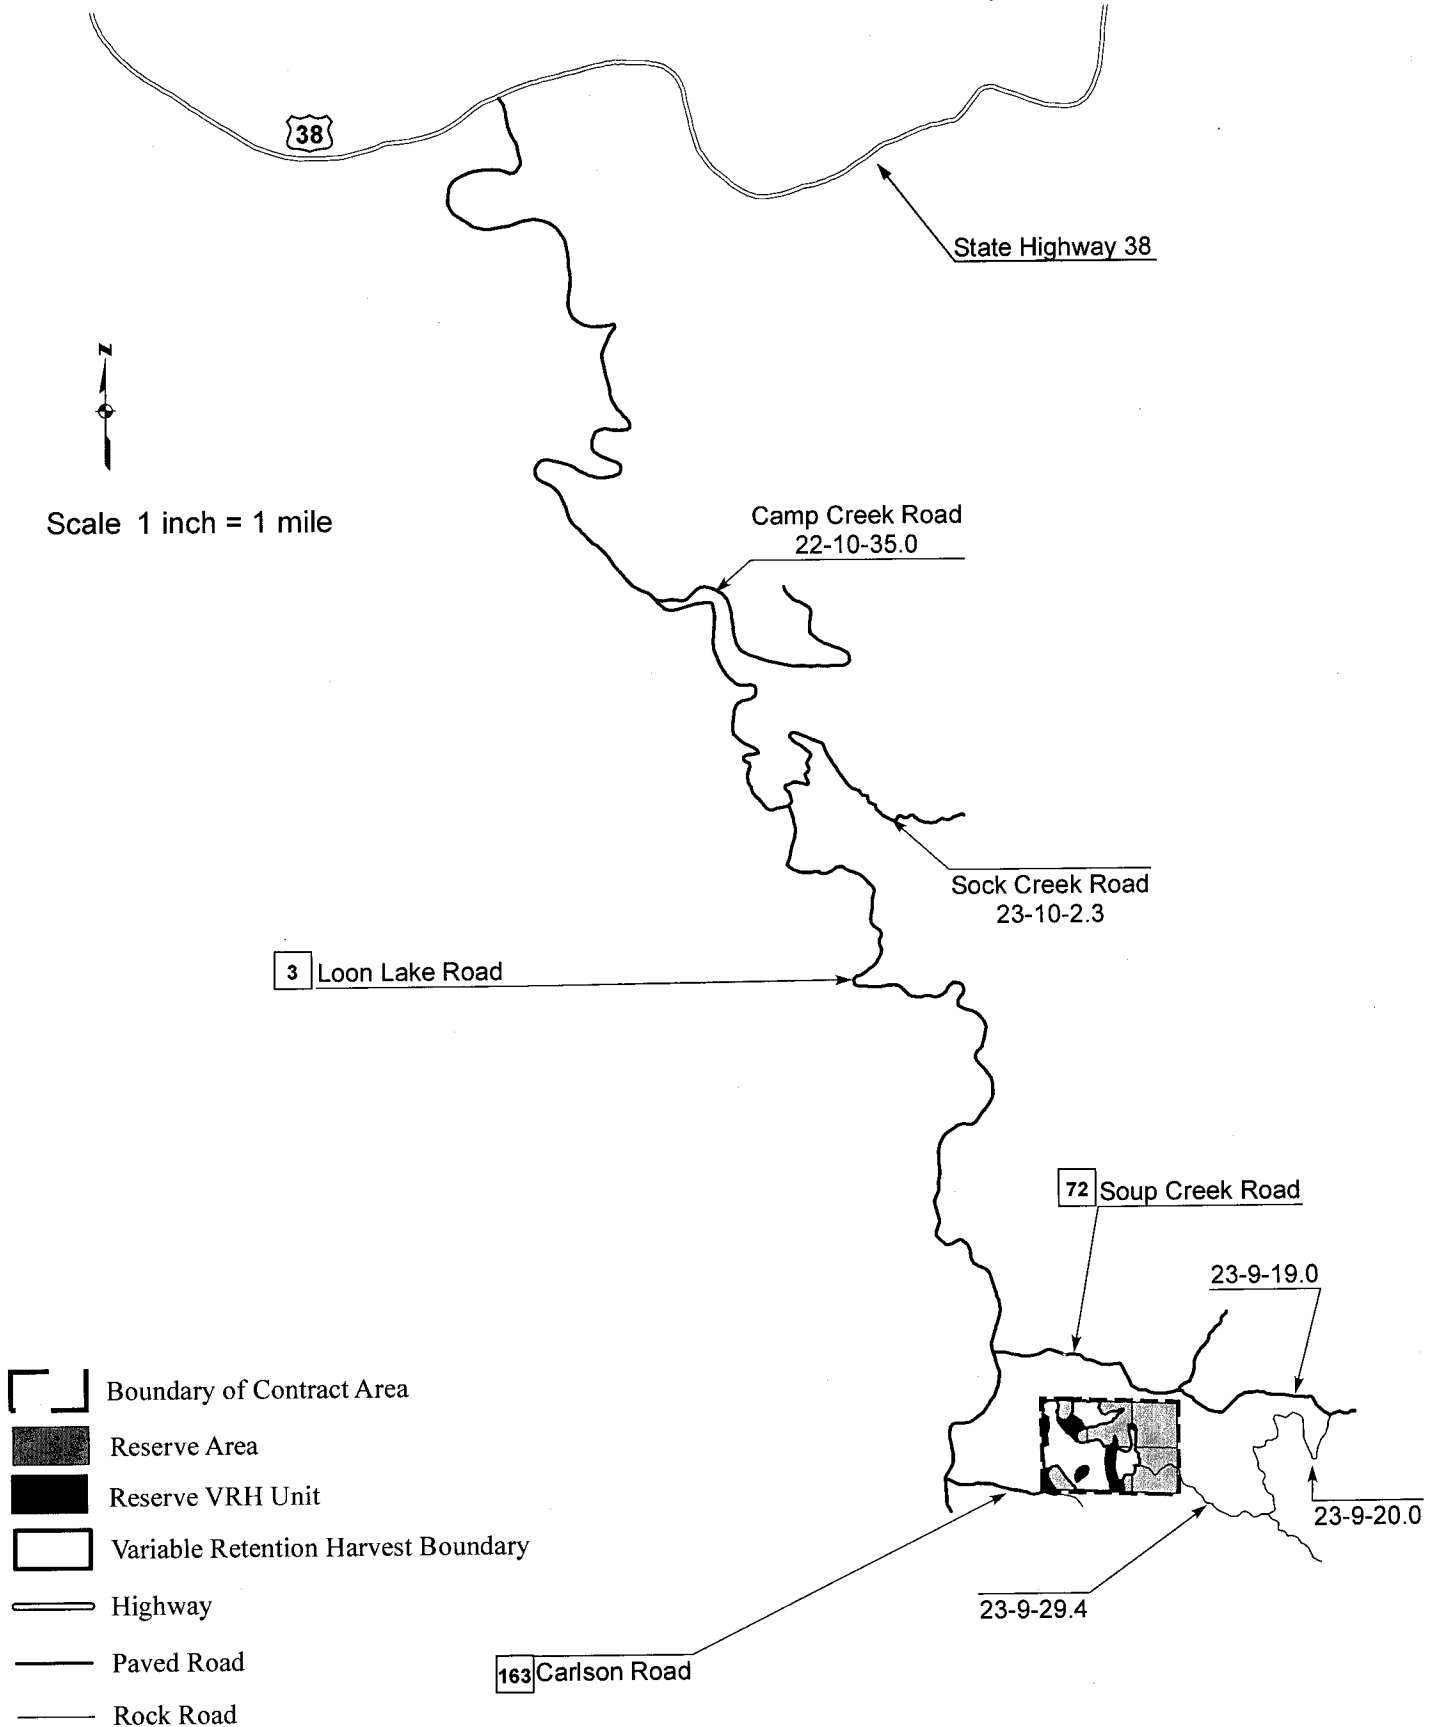 38
State Highway 38
N
Scale 1 inch = 1 mile
Camp Creek Road
22-10-35.0
Sock Creek Road
23-10-2.3
3 Loon Lake Road
72 Soup Creek Road
23-9-19.0
Boundary of Contract Area
Reserve Area
Reserve VRH Unit
Variable Retention Harvest Boundary
Highway
Paved Road
Rock Road
23-9-20.0
23-9-29.4
163 Carlson Road